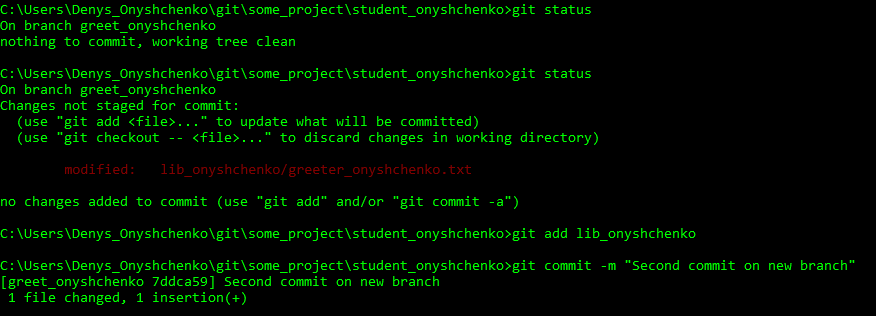 C:\Users\Denys_Onyshchenko\git\some_project\student_onyshchenko>git status
On branch greet_onyshchenko
nothing to commit, working tree clean
C:\Users\Denys_Onyshchenko\git\some_project\student_onyshchenko>git status
On branch greet_onyshchenko
Changes not staged for commit:
  (use "git add <file>..." to update what will be committed)
  (use "git checkout -- <file>..." to discard changes in working directory)
        modified:   lib_onyshchenko/greeter_onyshchenko.txt
no changes added to commit (use "git add" and/or "git commit -a")
C:\Users\Denys_Onyshchenko\git\some_project\student_onyshchenko>git add lib_onyshchenko
C:\Users\Denys_Onyshchenko\git\some_project\student_onyshchenko>git commit -m "Second commit on new branch"
[greet_onyshchenko 7ddca59] Second commit on new branch
 1 file changed, 1 insertion(+)